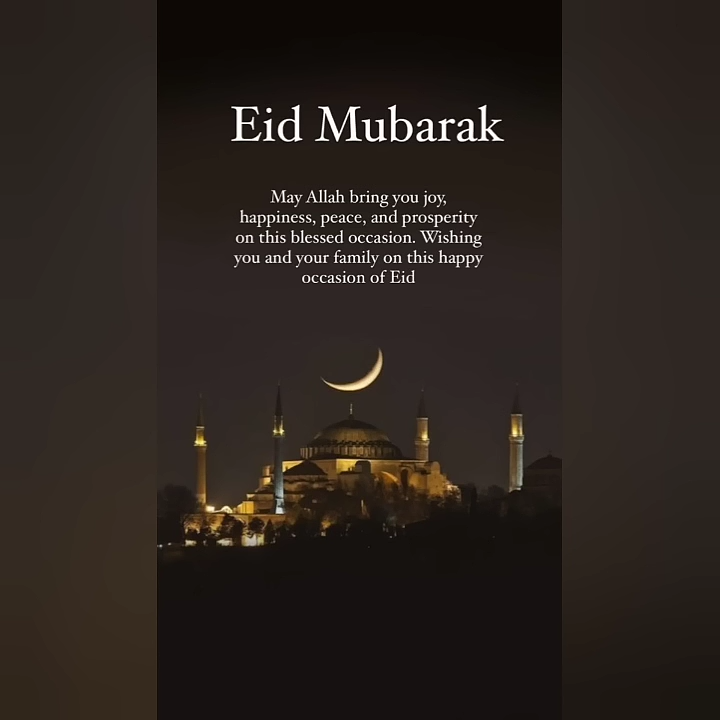 Eid Mubarak
May Allah bring you joy,
happiness, peace, and prosperity
on this blessed occasion. Wishing
you and your family on this happy
occasion of Eid